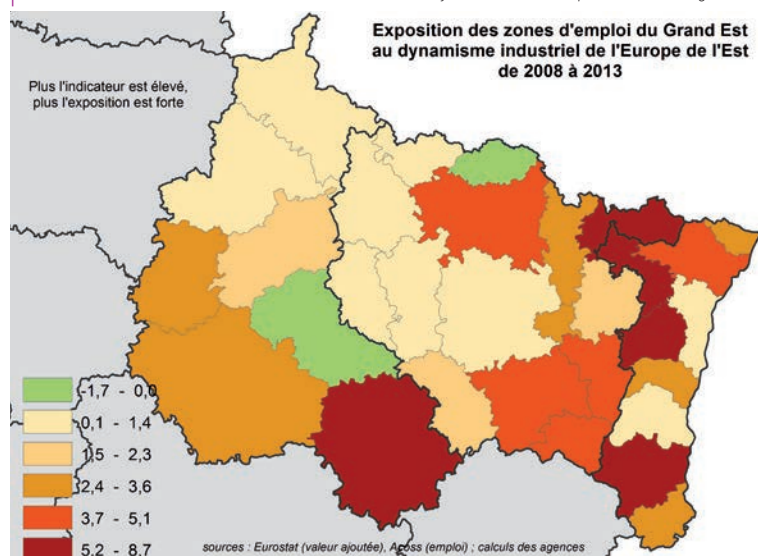 Exposition des zones d'emploi du Grand Est
au dynamisme industriel de l'Europe de l'Est
de 2008 à 2013
Plus l'indicateur est élevé,
plus l'exposition est forte
-1,7 - 0,0
0,1 - 1,4
1,5 - 2,3
2,4 - 3,6
3,7 - 5,1
5,2 - 8,7
sources : Eurostat (valeur ajoutée), Acoss (emploi) ; calculs des agences